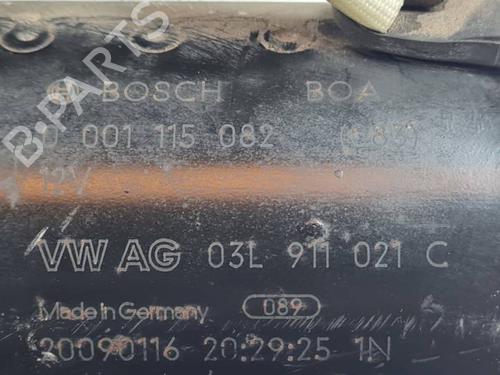 BOSCH BOA
0 001 115 082
12V
VW AG 03L 911 021 C
Made in Germany 089
20090116 20:29:25 1N